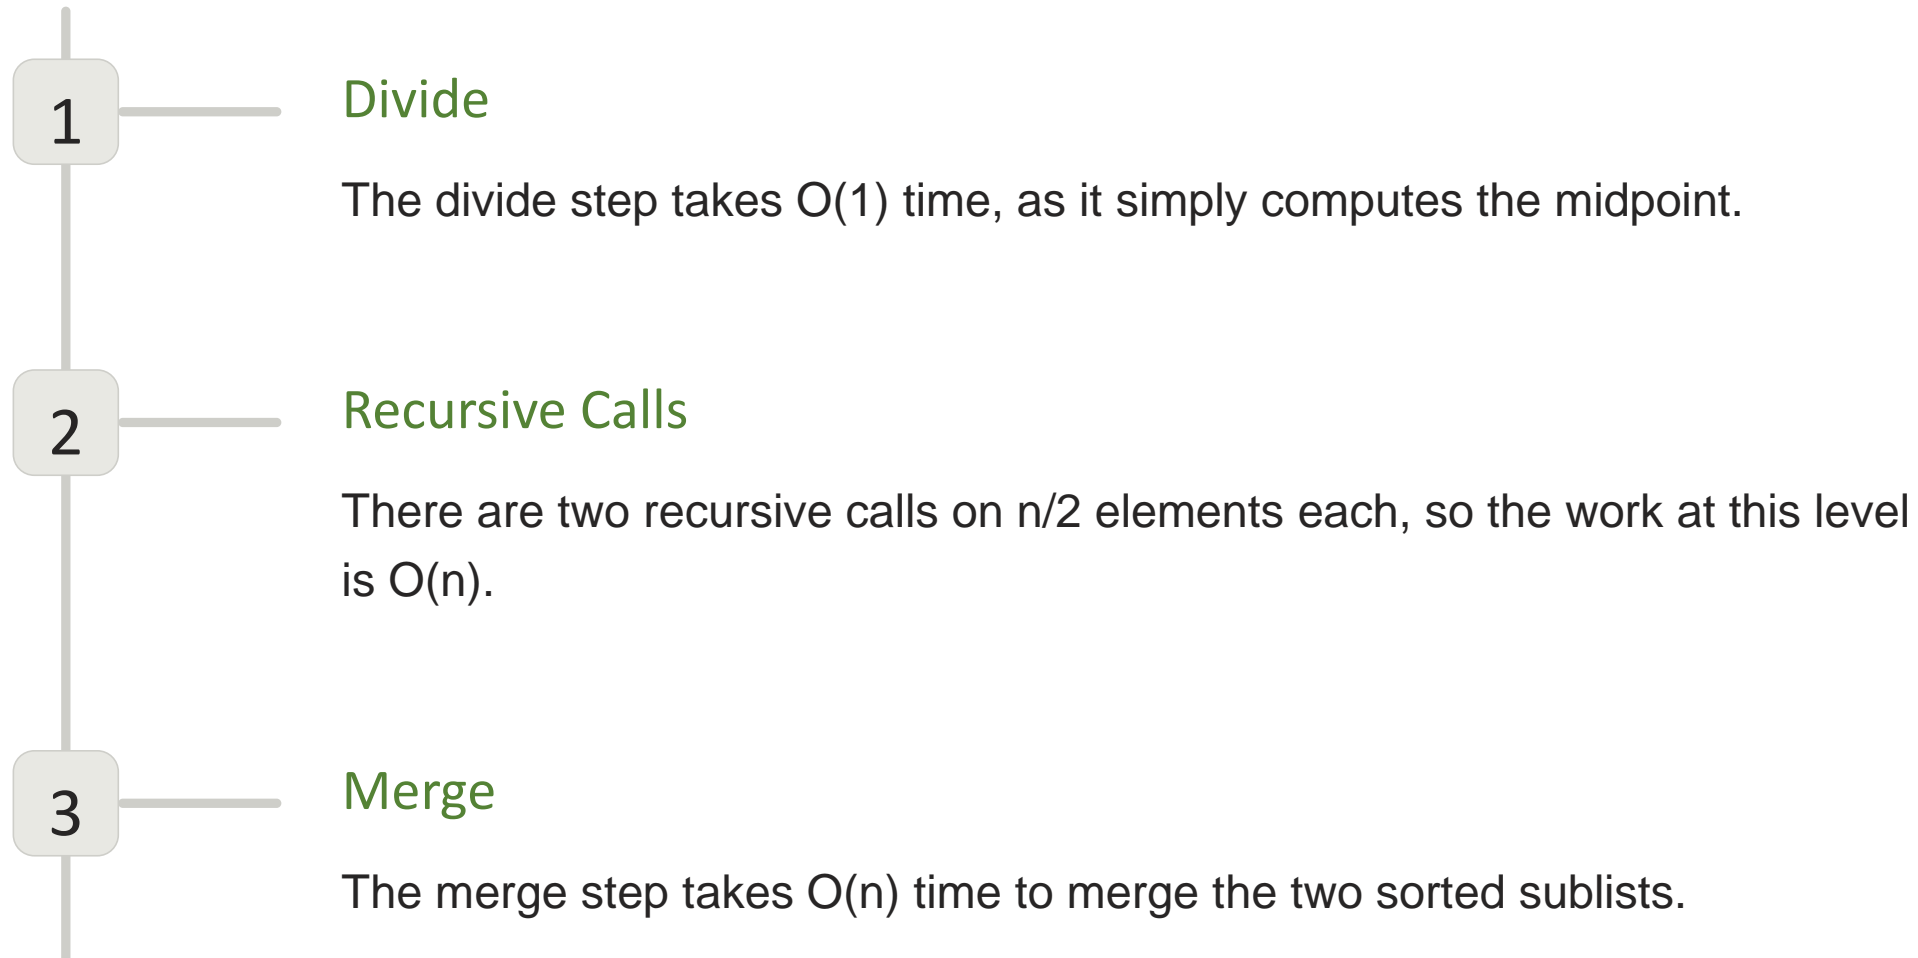 1
Divide
The divide step takes O(1) time, as it simply computes the midpoint.
2
Recursive Calls
There are two recursive calls on n/2 elements each, so the work at this level
is O(n).
3
Merge
The merge step takes O(n) time to merge the two sorted sublists.